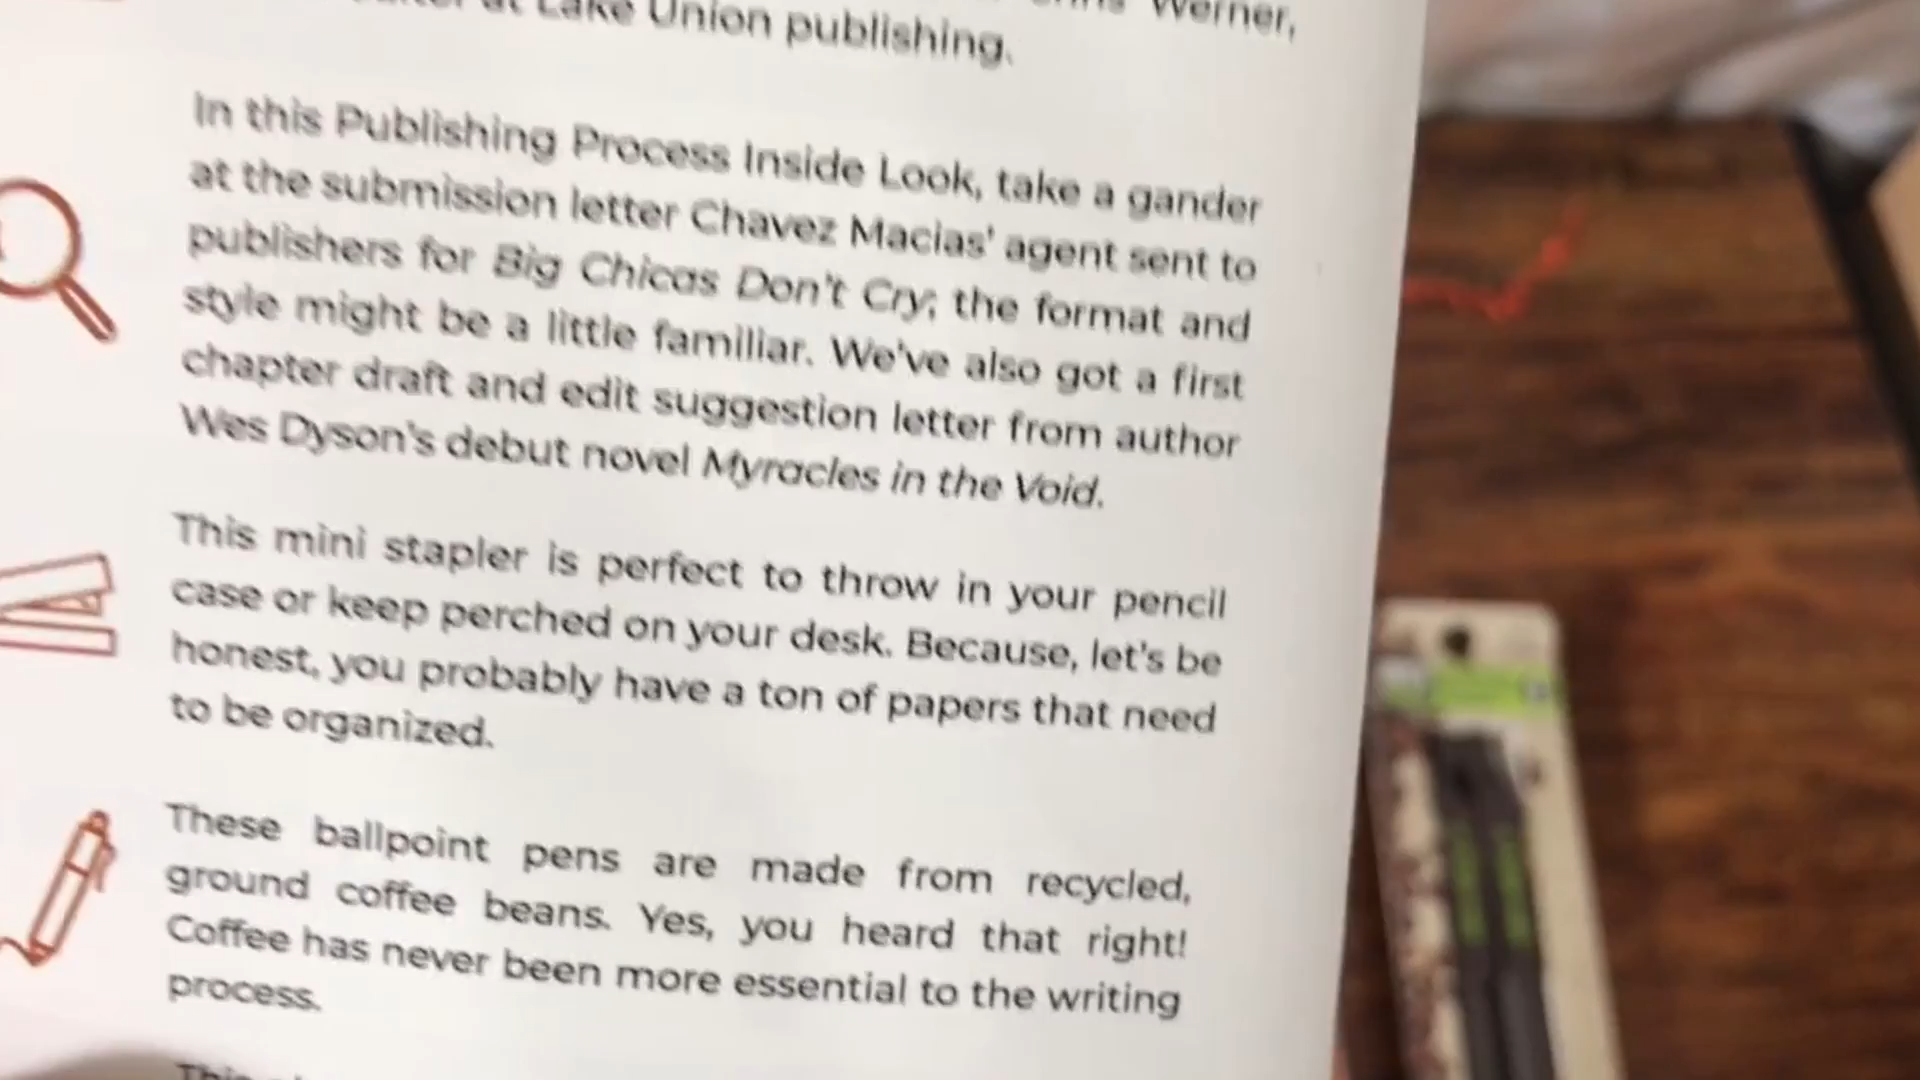 Werner,
at Lake Union publishing.
In this Publishing Process Inside Look, take a gander
at the submission letter Chavez Macias' agent sent to
publishers for Big Chicas Don't Cry; the format and
style might be a little familiar. We've also got a first
chapter draft and edit suggestion letter from author
Wes Dyson's debut novel Myracles in the Void.
This mini stapler is perfect to throw in your pencil
case or keep perched on your desk. Because, let's be
honest, you probably have a ton of papers that need
to be organized.
These ballpoint pens are made from recycled,
ground coffee beans. Yes, you heard that right!
Coffee has never been more essential to the writing
process.
This